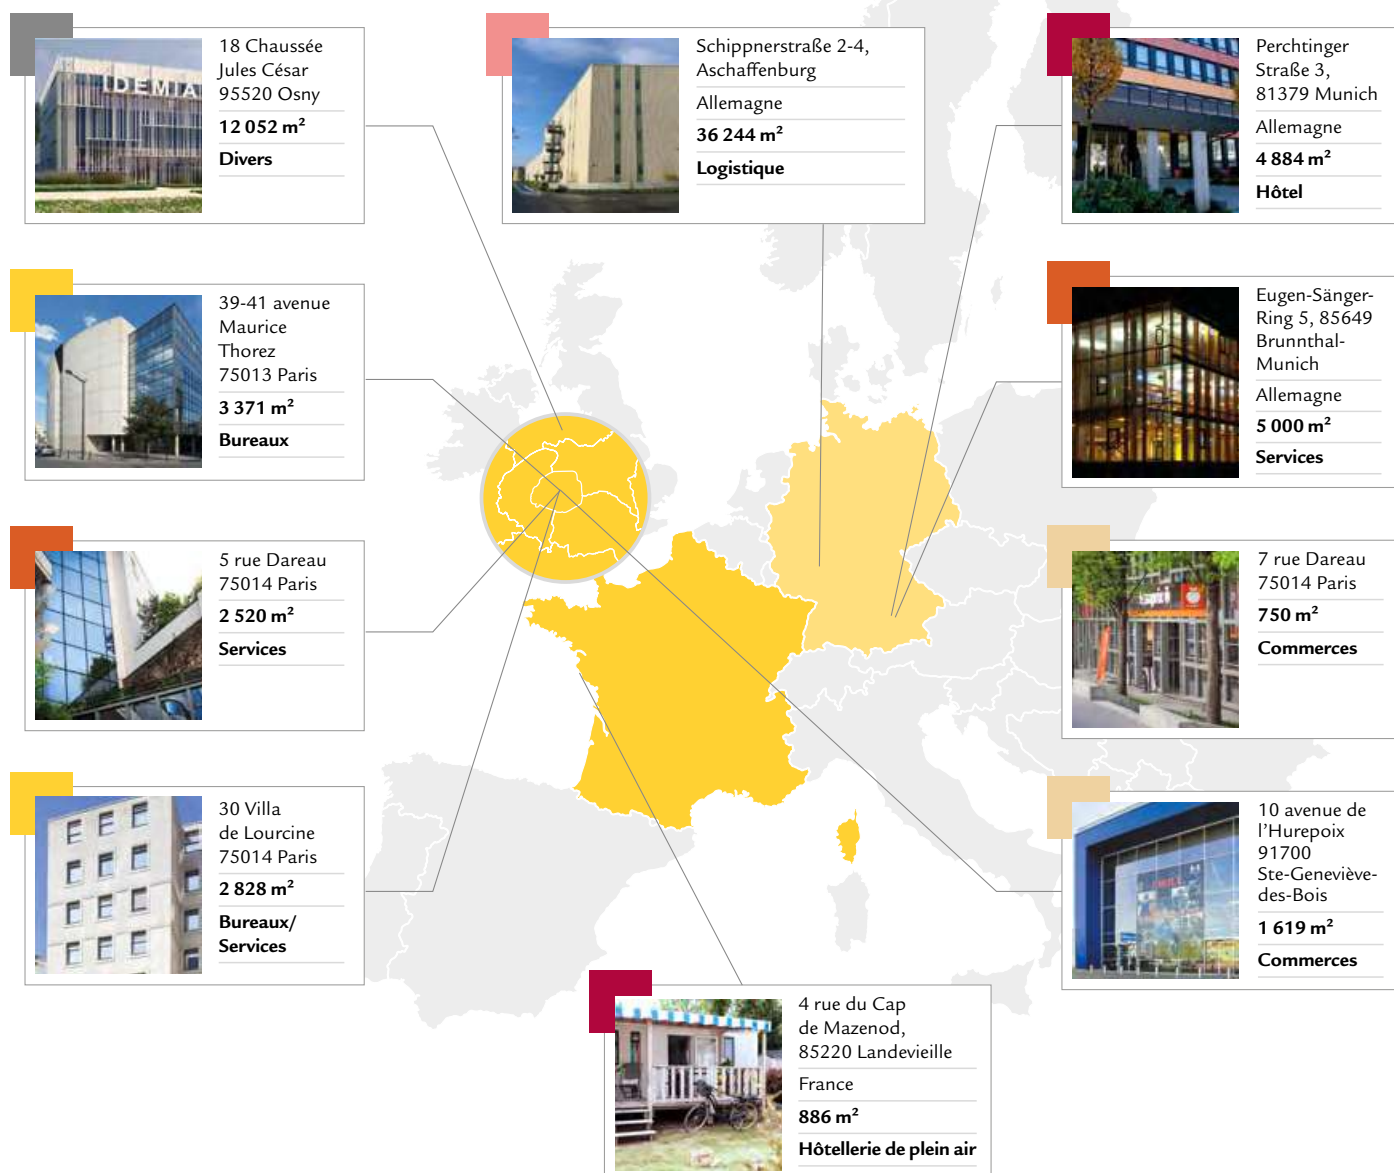 IDEMIA
18 Chaussée
Jules César
95520 Osny
12 052 m²
Divers
Schippnerstraße 2-4,
Aschaffenburg
Allemagne
36 244 m²
Logistique
Perchtinger
Straße 3,
81379 Munich
Allemagne
4 884 m²
Hôtel
39-41 avenue
Maurice
Thorez
75013 Paris
3 371 m²
Bureaux
Eugen-Sänger-
Ring 5, 85649
Brunnthal-
Munich
Allemagne
5 000 m²
Services
5 rue Dareau
75014 Paris
2 520 m²
Services
7 rue Dareau
75014 Paris
750 m²
Commerces
30 Villa
de Lourcine
75014 Paris
2 828 m²
Bureaux/
Services
10 avenue de
l’Hurepoix
91700
Ste-Geneviève-
des-Bois
1 619 m²
Commerces
4 rue du Cap
de Mazenod,
85220 Landevieille
France
886 m²
Hôtellerie de plein air